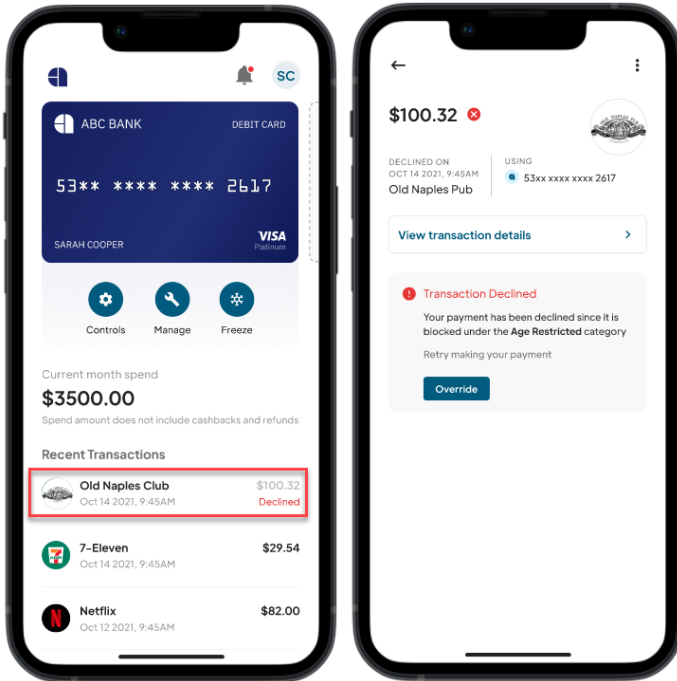 SC
ABC BANK
DEBIT CARD
53** **** **** 2617
SARAH COOPER
VISA
Platinum
Controls
Manage
Freeze
Current month spend
$3500.00
Spend amount does not include cashbacks and refunds
Recent Transactions
Old Naples Club
$100.32
Oct 14 2021, 9:45AM
Declined
7-Eleven
$29.54
Oct 14 2021, 9:45AM
Netflix
$82.00
Oct 12 2021, 9:45AM
$100.32
OLD NAPLES PUB
DECLINED ON
OCT 14 2021, 9:45AM
Old Naples Pub
USING
53xx xxxx xxxx 2617
View transaction details
Transaction Declined
Your payment has been declined since it is
blocked under the Age Restricted category
Retry making your payment
Override